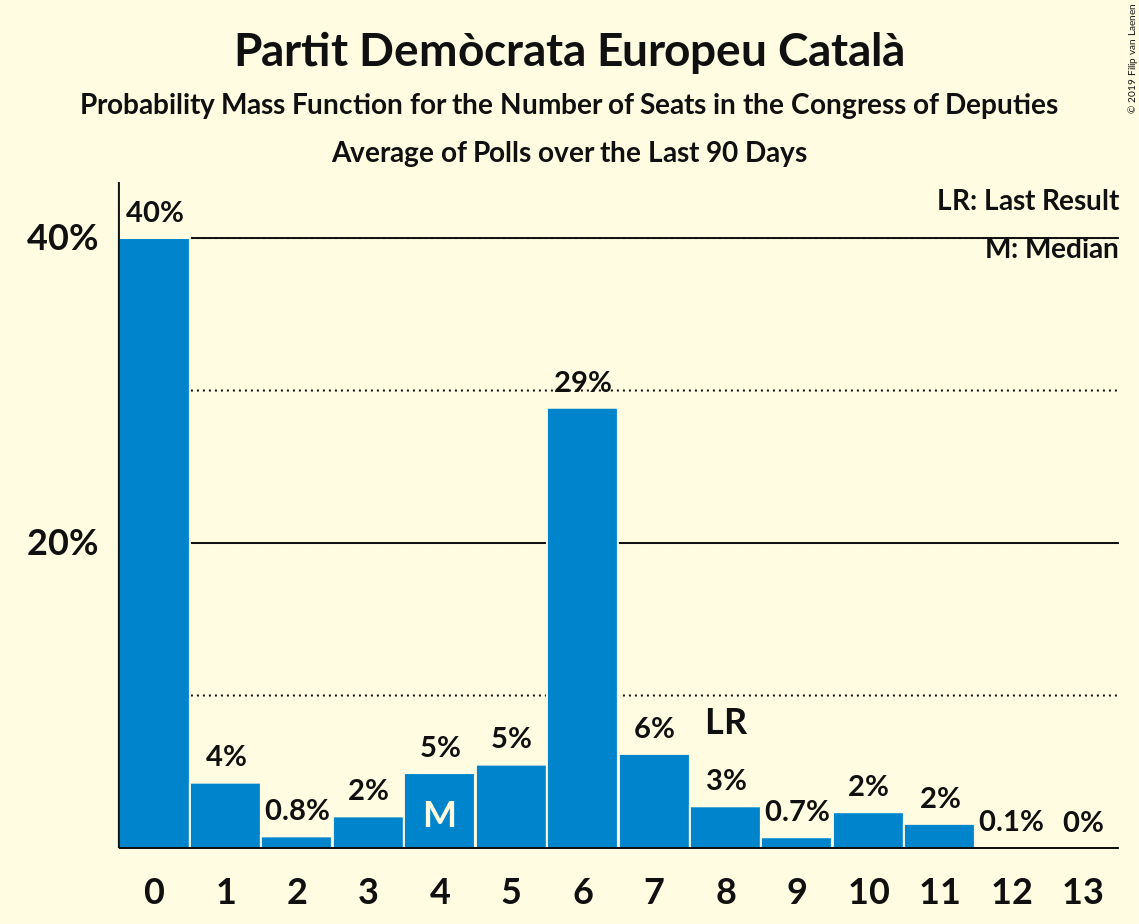 Partit Demòcrata Europeu Català
Probability Mass Function for the Number of Seats in the Congress of Deputies
Average of Polls over the Last 90 Days
© 2019 Filip van Laenen
LR: Last Result
M: Median
40%
20%
40%
4%
0.8%
2%
5%
5%
29%
6%
3%
0.7%
2%
2%
0.1%
0%
M
LR
0 1 2 3 4 5 6 7 8 9 10 11 12 13